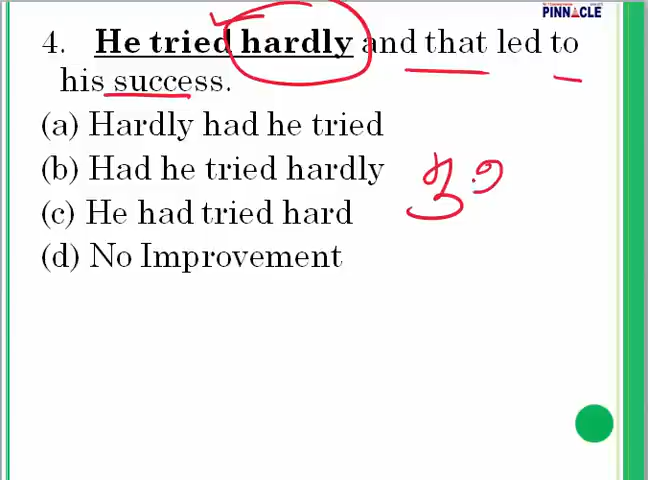 PINNACLE
4. He tried hardly and that led to
his success.
(a) Hardly had he tried
(b) Had he tried hardly
(c) He had tried hard
(d) No Improvement